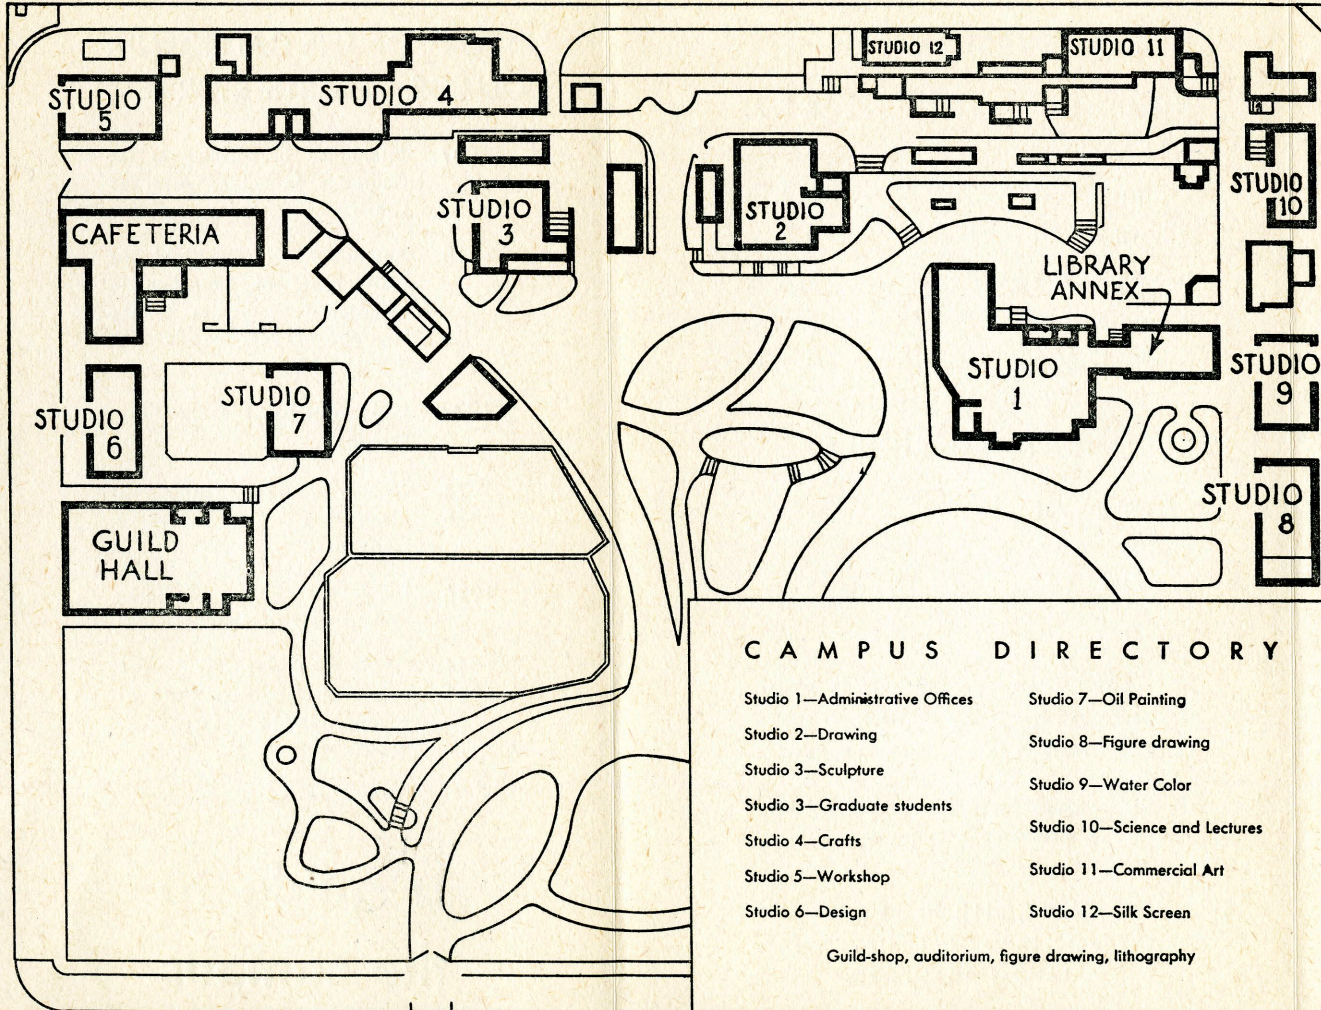 STUDIO 12
STUDIO 11
STUDIO
5
STUDIO 4
STUDIO
10
STUDIO
3
STUDIO
2
CAFETERIA
LIBRARY
ANNEX
STUDIO
1
STUDIO
9
STUDIO
7
STUDIO
6
STUDIO
8
GUILD
HALL
CAMPUS DIRECTORY
Studio 1—Administrative Offices
Studio 2—Drawing
Studio 3—Sculpture
Studio 3—Graduate students
Studio 4—Crafts
Studio 5—Workshop
Studio 6—Design
Studio 7—Oil Painting
Studio 8—Figure drawing
Studio 9—Water Color
Studio 10—Science and Lectures
Studio 11—Commercial Art
Studio 12—Silk Screen
Guild-shop, auditorium, figure drawing, lithography